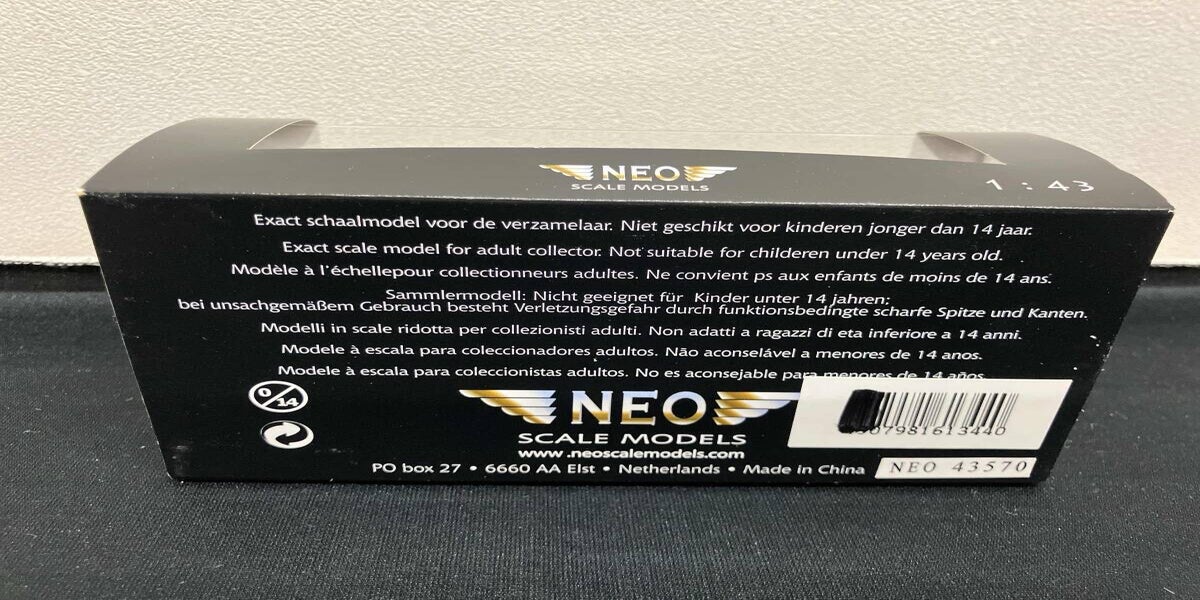 NEO
SCALE MODELS
1 : 43
Exact schaalmodel voor de verzamelaar. Niet geschikt voor kinderen jonger dan 14 jaar.
Exact scale model for adult collector. Not suitable for childeren under 14 years old.
Modèle à l'échellepour collectionneurs adultes. Ne convient ps aux enfants de moins de 14 ans.
Sammlermodell: Nicht geeignet für Kinder unter 14 jahren;
bei unsachgemäßem Gebrauch besteht Verletzungsgefahr durch funktionsbedingte scharfe Spitze und Kanten.
Modelli in scale ridotta per collezionisti adulti. Non adatti a ragazzi di eta inferiore a 14 anni.
Modele à escala para coleccionadores adultos. Não aconselável a menores de 14 anos.
Modele à escala para coleccionistas adultos. No es aconsejable para menores de 14 años.
0/14
NEO
SCALE MODELS
www.neoscalemodels.com
PO box 27 • 6660 AA Elst • Netherlands • Made in China
NEO 43570